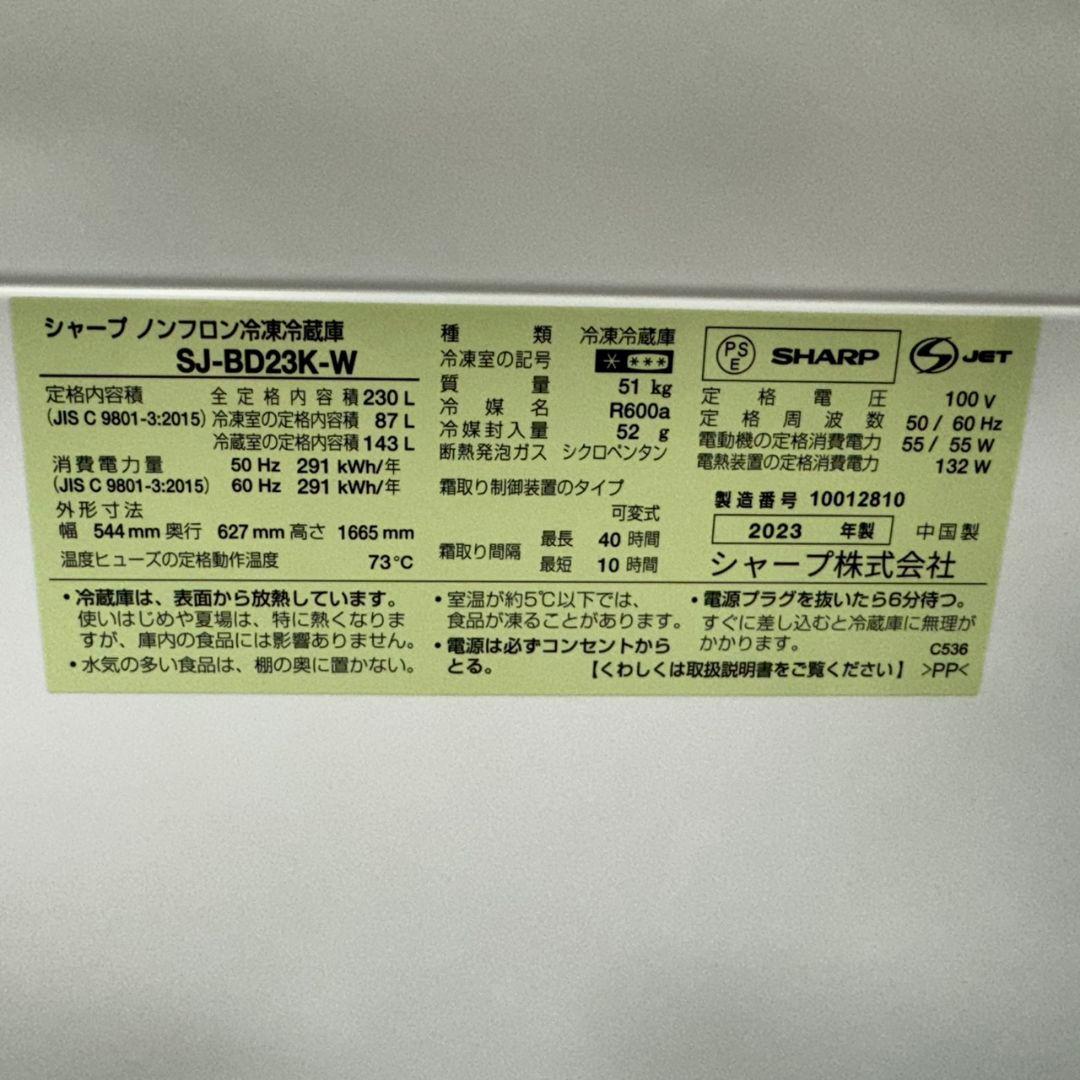 シャープ ノンフロン冷凍冷蔵庫
SJ-BD23K-W
定格内容積 全定格内容積 230 L
(JIS C 9801-3:2015) 冷凍室の定格内容積 87 L
冷蔵室の定格内容積 143 L
消費電力量 50 Hz 291 kWh/年
(JIS C 9801-3:2015) 60 Hz 291 kWh/年
外形寸法
幅 544 mm 奥行 627 mm 高さ 1665 mm
温度ヒューズの定格動作温度 73℃
種類 冷凍冷蔵庫
冷凍室の記号 * ***
質量 51 kg
冷媒名 R600a
冷媒封入量 52 g
断熱発泡ガス シクロペンタン
霜取り制御装置のタイプ
可変式
霜取り間隔 最長 40 時間
最短 10 時間
PSE SHARP S JET
定格電圧 100 V
定格周波数 50 / 60 Hz
電動機の定格消費電力 55 / 55 W
電熱装置の定格消費電力 132 W
製造番号 10012810
2023 年製 中国製
シャープ株式会社
・冷蔵庫は、表面から放熱しています。
使いはじめや夏場は、特に熱くなりま
すが、庫内の食品には影響ありません。
・水気の多い食品は、棚の奥に置かない。
・室温が約5℃以下では、
食品が凍ることがあります。
・電源は必ずコンセントから
とる。
・電源プラグを抜いたら6分待つ。
すぐに差し込むと冷蔵庫に無理が
かかります。 C536
【くわしくは取扱説明書をご覧ください】 >PP<